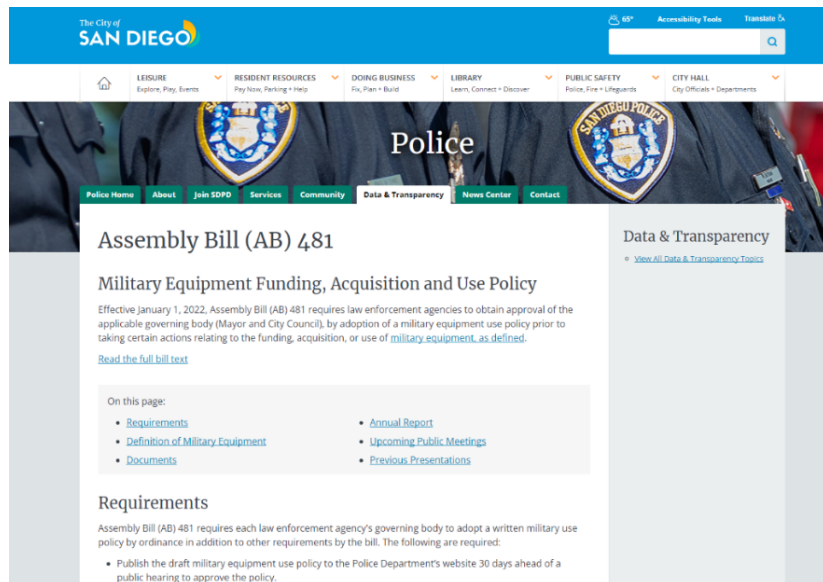 The City of
SAN DIEGO
65°
Accessibility Tools
Translate
LEISURE
Explore, Play, Events
RESIDENT RESOURCES
Pay Now, Parking + Help
DOING BUSINESS
Fix, Plan + Build
LIBRARY
Learn, Connect + Discover
PUBLIC SAFETY
Police, Fire + Lifeguards
CITY HALL
City Officials + Departments
SAN DIEGO POLICE
Police
Police Home
About
Join SDPD
Services
Community
Data & Transparency
News Center
Contact
Assembly Bill (AB) 481
Military Equipment Funding, Acquisition and Use Policy
Effective January 1, 2022, Assembly Bill (AB) 481 requires law enforcement agencies to obtain approval of the
applicable governing body (Mayor and City Council), by adoption of a military equipment use policy prior to
taking certain actions relating to the funding, acquisition, or use of military equipment, as defined.
Read the full bill text
On this page:
• Requirements
• Definition of Military Equipment
• Documents
• Annual Report
• Upcoming Public Meetings
• Previous Presentations
Requirements
Assembly Bill (AB) 481 requires each law enforcement agency's governing body to adopt a written military use
policy by ordinance in addition to other requirements by the bill. The following are required:
• Publish the draft military equipment use policy to the Police Department's website 30 days ahead of a
public hearing to approve the policy.
Data & Transparency
View All Data & Transparency Topics